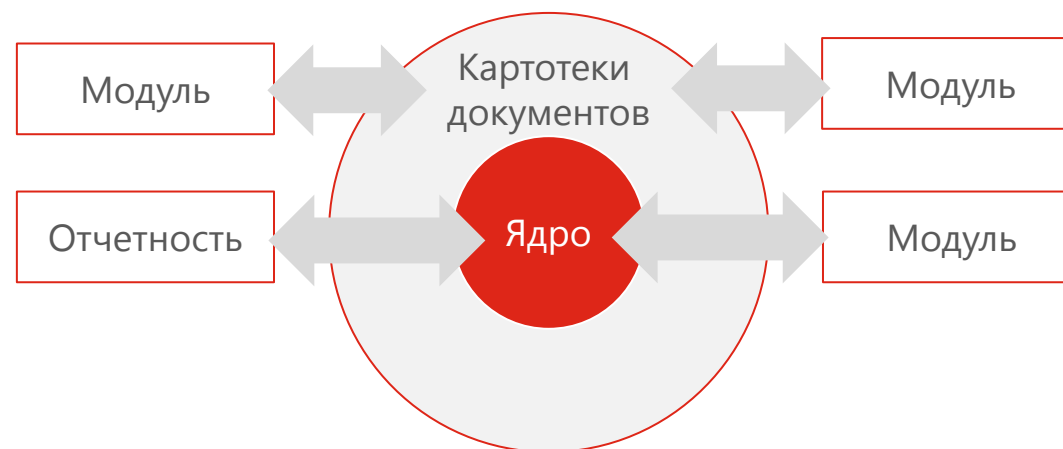 Модуль
Картотеки
документов
Модуль
Отчетность
Ядро
Модуль